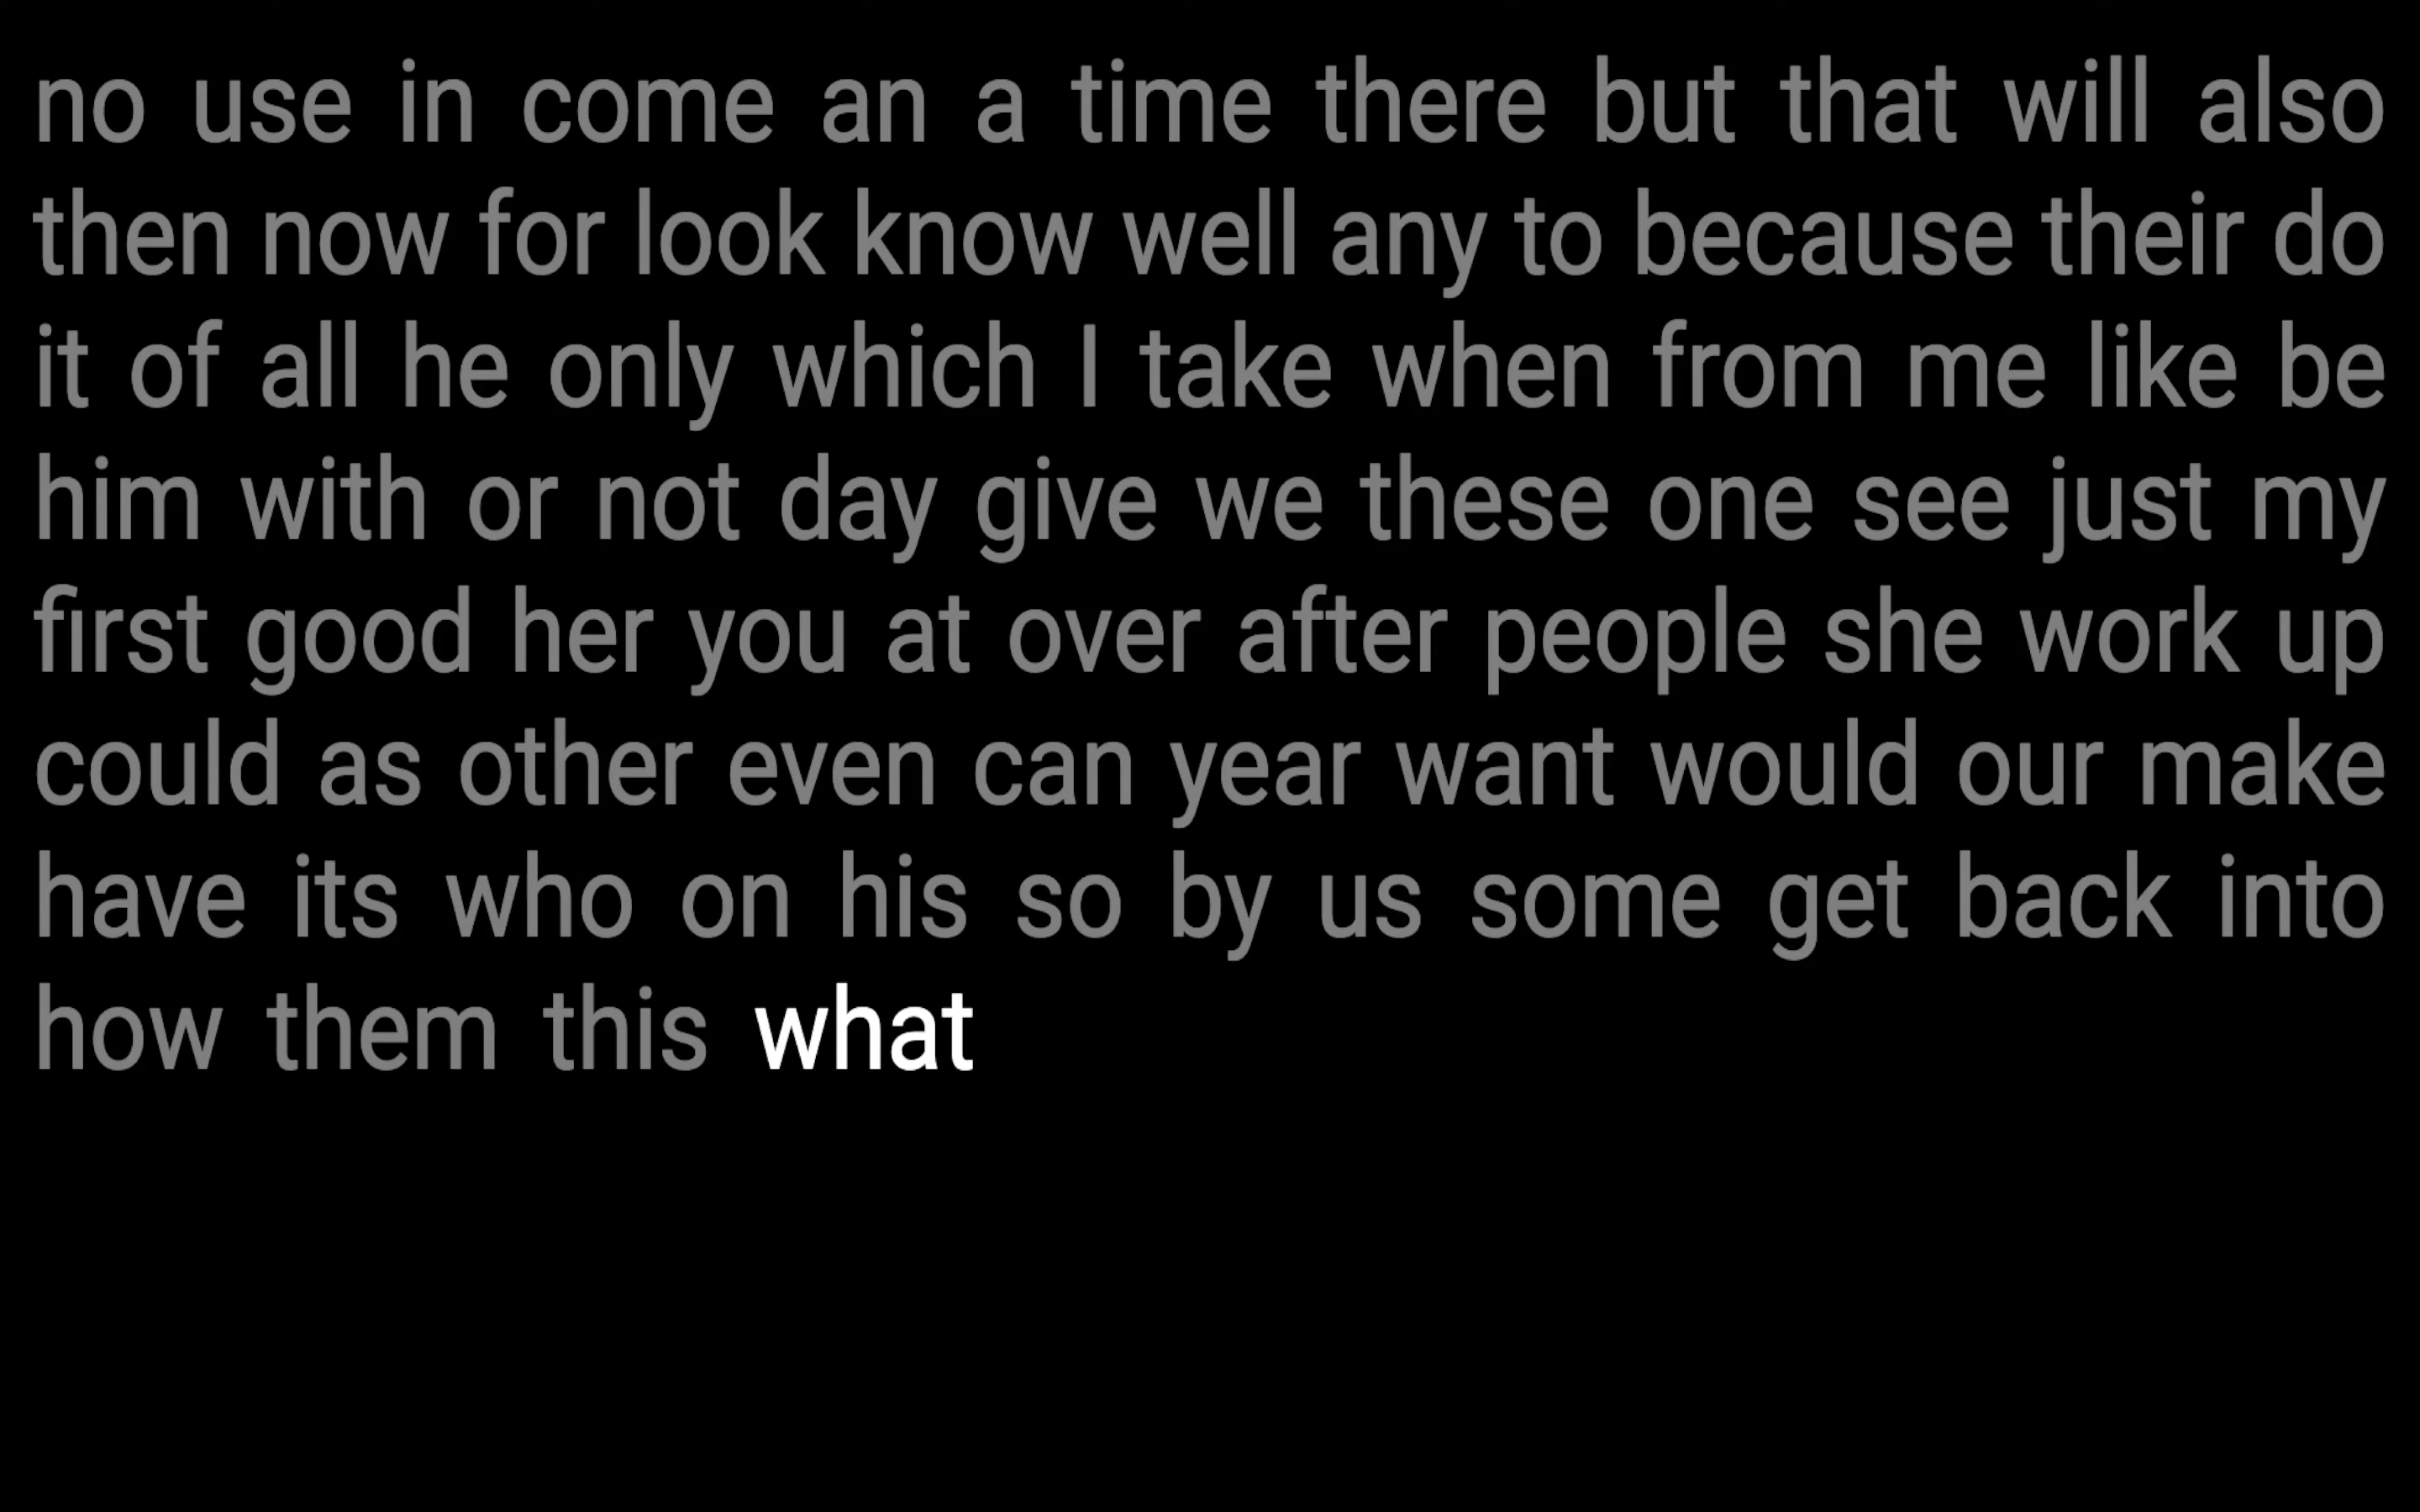 no use in come an a time there but that will also
then now for look know well any to because their do
it of all he only which I take when from me like be
him with or not day give we these one see just my
first good her you at over after people she work up
could as other even can year want would our make
have its who on his so by us some get back into
how them this what